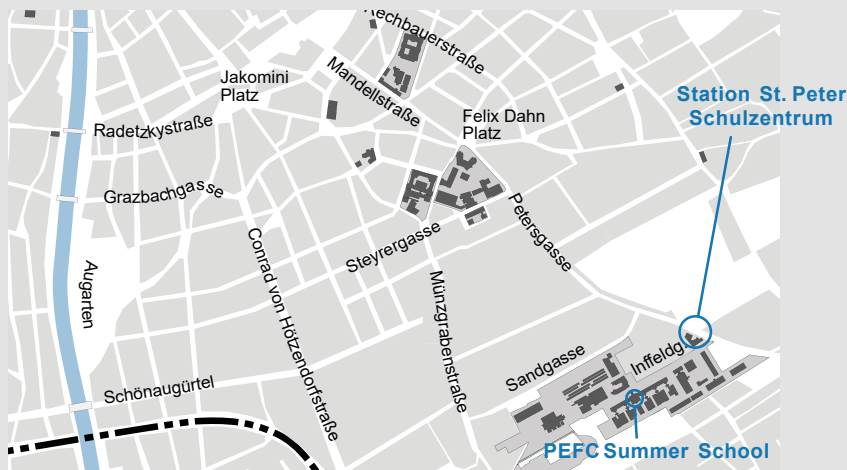 Rechbauerstraße
Jakomini
Platz
Mandellstraße
Station St. Peter
Schulzentrum
Felix Dahn
Platz
Radetzkystraße
Grazbachgasse
Petersgasse
Steyrergasse
Conrad von Hötzendorfstraße
Augarten
Münzgrabenstraße
Inffeldg.
Sandgasse
Schönaugürtel
PEFC Summer School